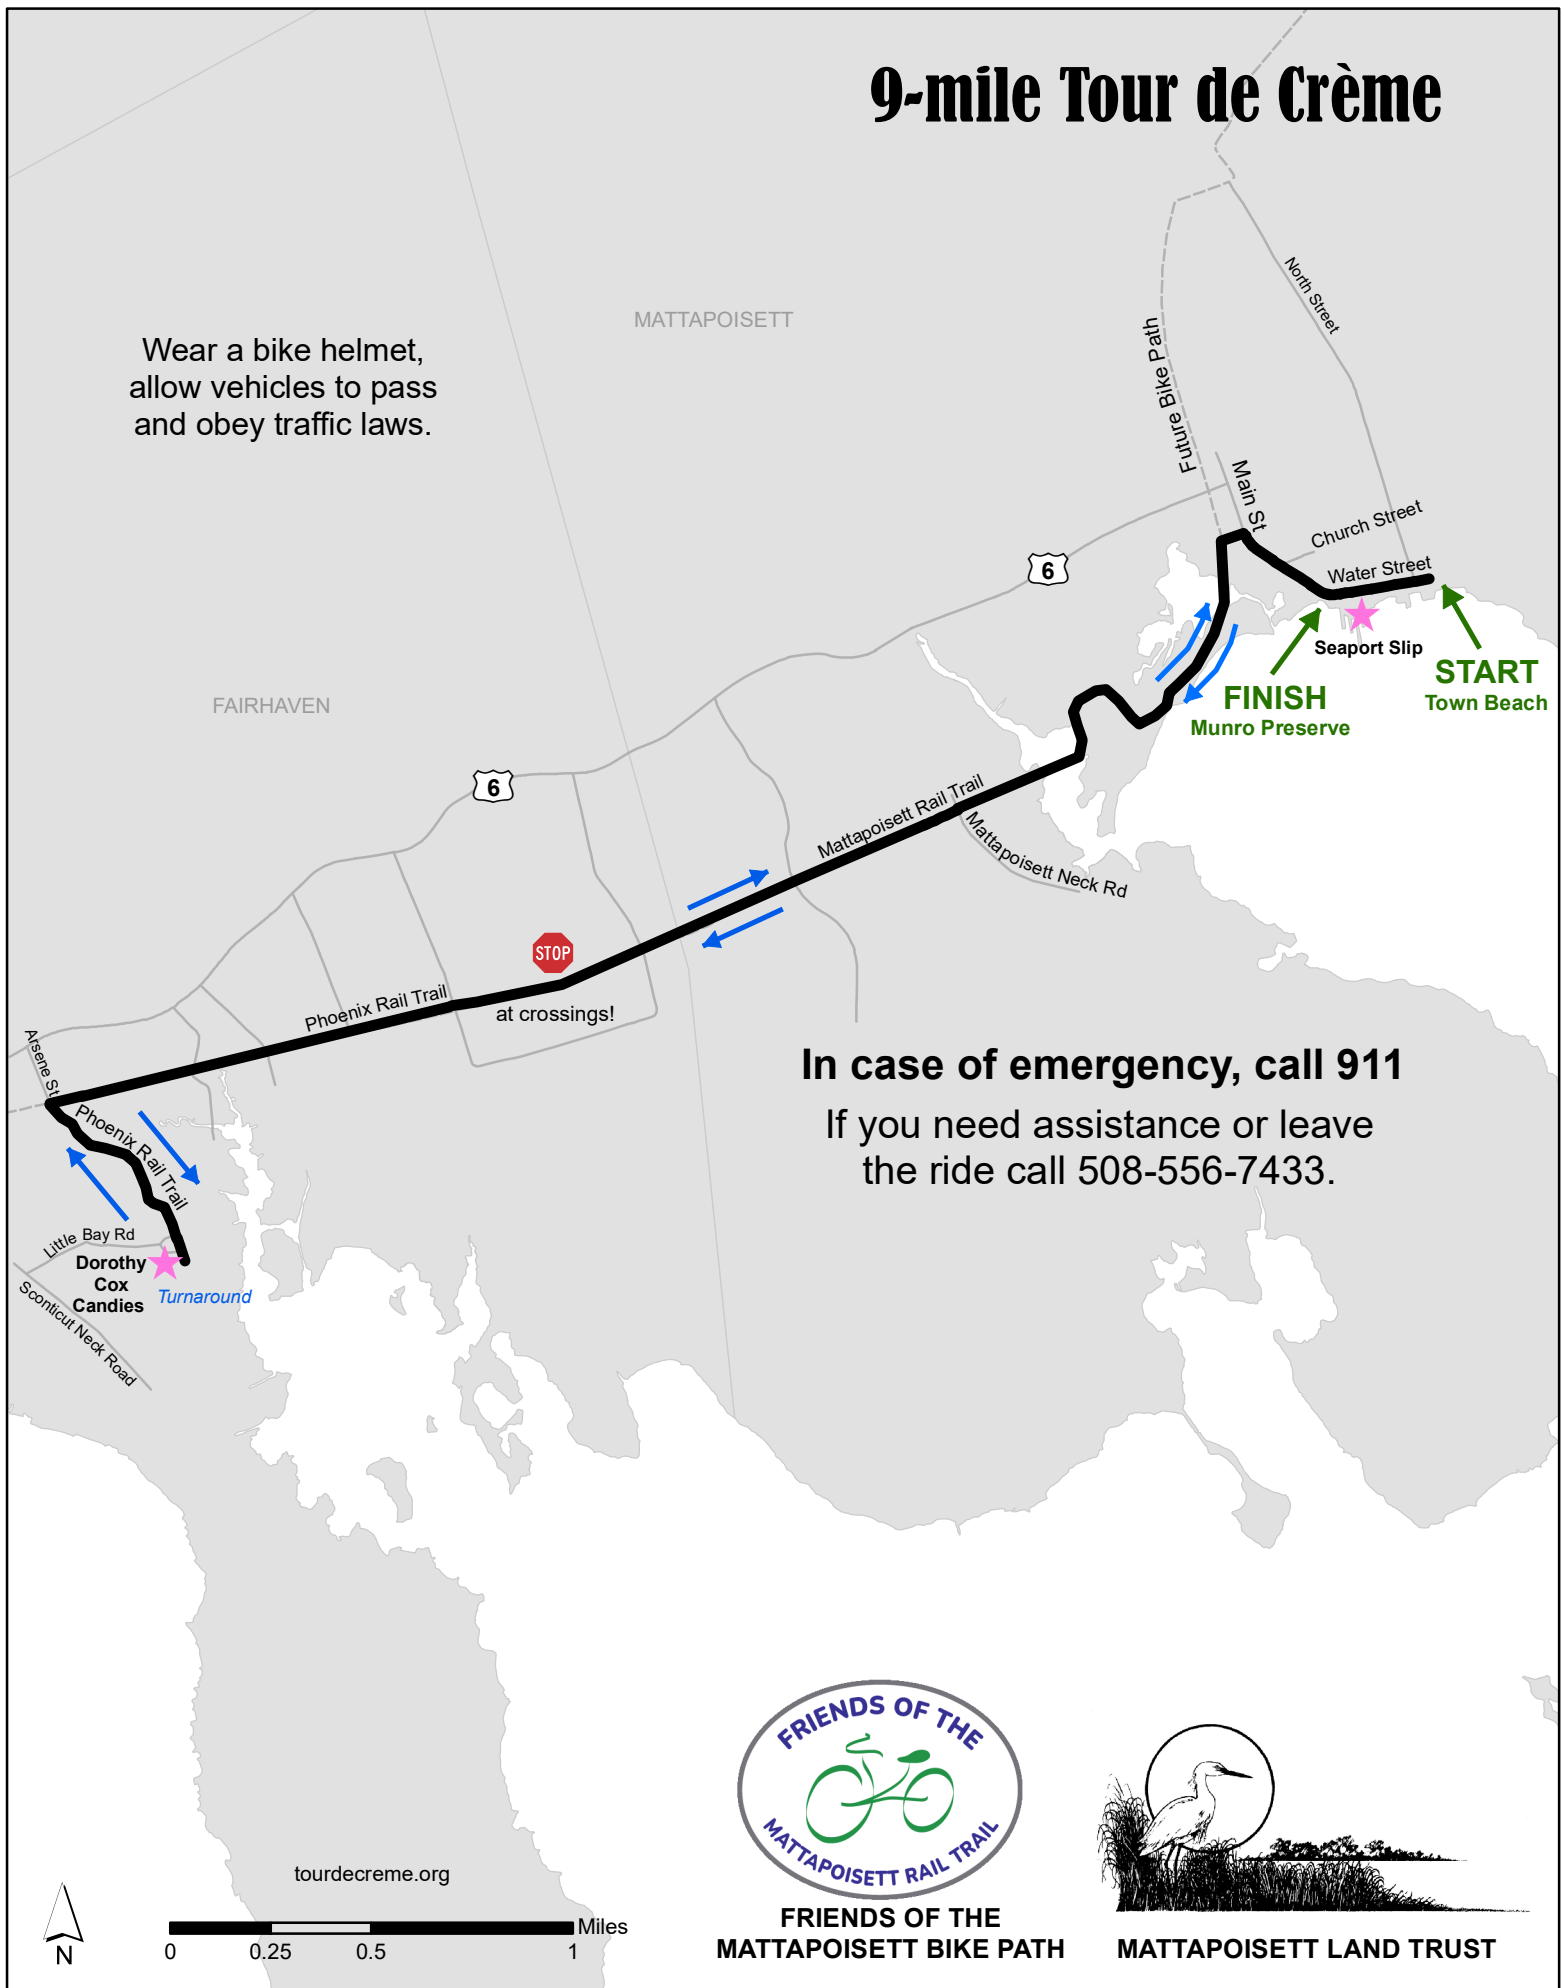 9-mile Tour de Crème
North Street
MATTAPOISETT
Future Bike Path
Wear a bike helmet,
allow vehicles to pass
and obey traffic laws.
Main St
Church Street
Water Street
6
Seaport Slip
START
Town Beach
FINISH
Munro Preserve
FAIRHAVEN
6
Mattapoisett Rail Trail
Mattapoisett Neck Rd
STOP
at crossings!
Phoenix Rail Trail
Arsene St
Phoenix Rail Trail
In case of emergency, call 911
If you need assistance or leave
the ride call 508-556-7433.
Little Bay Rd
Dorothy
Cox
Candies
Turnaround
Sconticut Neck Road
tourdecreme.org
N
0 0.25 0.5 1 Miles
FRIENDS OF THE
MATTAPOISETT RAIL TRAIL
FRIENDS OF THE
MATTAPOISETT BIKE PATH
MATTAPOISETT LAND TRUST